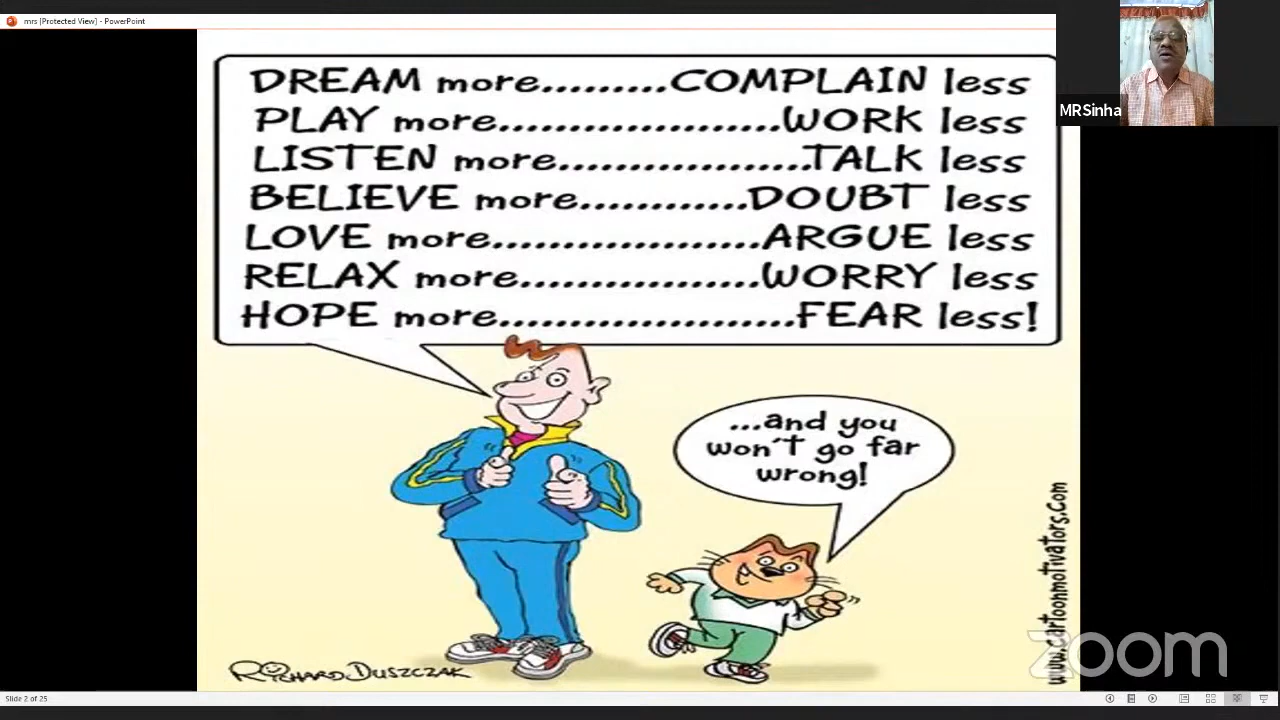 mrs [Protected View] - PowerPoint
MRSinha
DREAM more.........COMPLAIN less
PLAY more....................WORK less
LISTEN more..................TALK less
BELIEVE more............DOUBT less
LOVE more...................ARGUE less
RELAX more.................WORRY less
HOPE more.....................FEAR less!
...and you
won't go far
wrong!
www.cartoonmotivators.Com
RICHARD DUSZCZAK
zoom
Slide 2 of 25